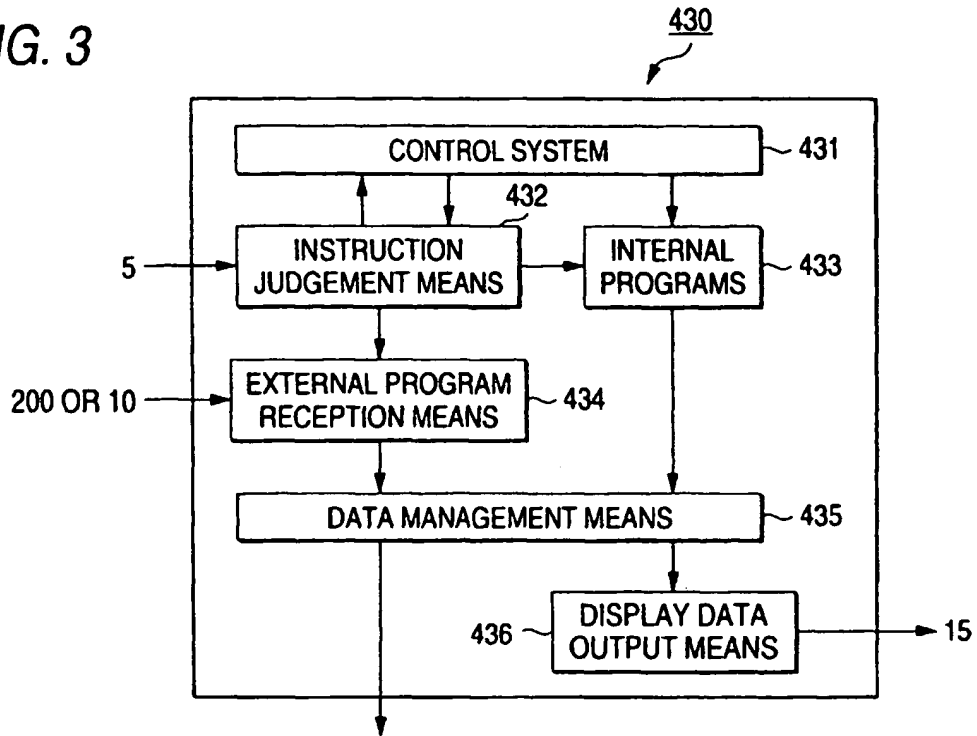 IG. 3
430
CONTROL SYSTEM
431
432
INSTRUCTION
JUDGEMENT MEANS
5
INTERNAL
PROGRAMS
433
200 OR 10
EXTERNAL PROGRAM
RECEPTION MEANS
434
DATA MANAGEMENT MEANS
435
436
DISPLAY DATA
OUTPUT MEANS
15